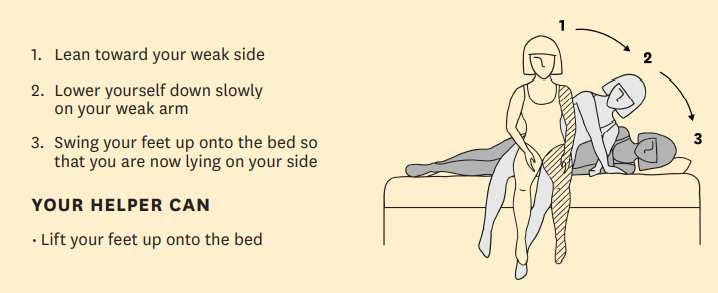 1. Lean toward your weak side
2. Lower yourself down slowly
on your weak arm
3. Swing your feet up onto the bed so
that you are now lying on your side
YOUR HELPER CAN
· Lift your feet up onto the bed
1
2
3